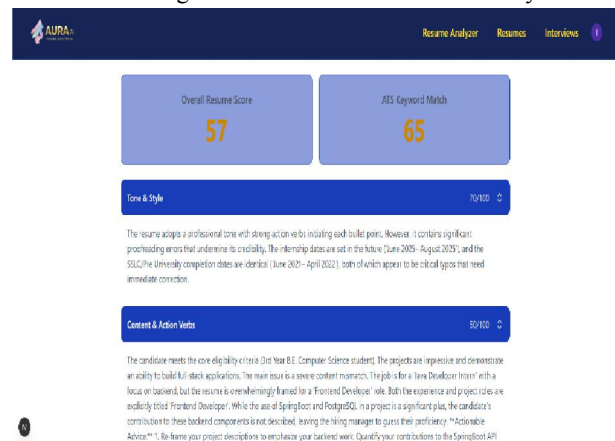 AURA AI
Resume Analyzer Resumes Interviews I
Overall Resume Score
57
ATS Keyword Match
65
Tone & Style 70/100
The resume adopts a professional tone with strong action verbs initiating each bullet point. However, it contains significant
proofreading errors that undermine its credibility. The internship dates are set in the future ('June 2025– August 2025'), and the
SSLC/Pre University completion dates are identical ('June 2021– April 2022'), both of which appear to be critical typos that need
immediate correction.
Content & Action Verbs 50/100
The candidate meets the core eligibility criteria (3rd Year B.E. Computer Science student). The projects are impressive and demonstrate
an ability to build full-stack applications. The main issue is a severe content mismatch. The job is for a 'Java Developer Intern' with a
focus on backend, but the resume is overwhelmingly framed for a 'Frontend Developer' role. Both the experience and project roles are
explicitly titled 'Frontend Developer'. While the use of SpringBoot and PostgreSQL in a project is a significant plus, the candidate's
contribution to these backend components is not described, leaving the hiring manager to guess their proficiency. **Actionable
Advice:** 1. Re-frame your project descriptions to emphasize your backend work. Quantify your contributions to the SpringBoot API
N